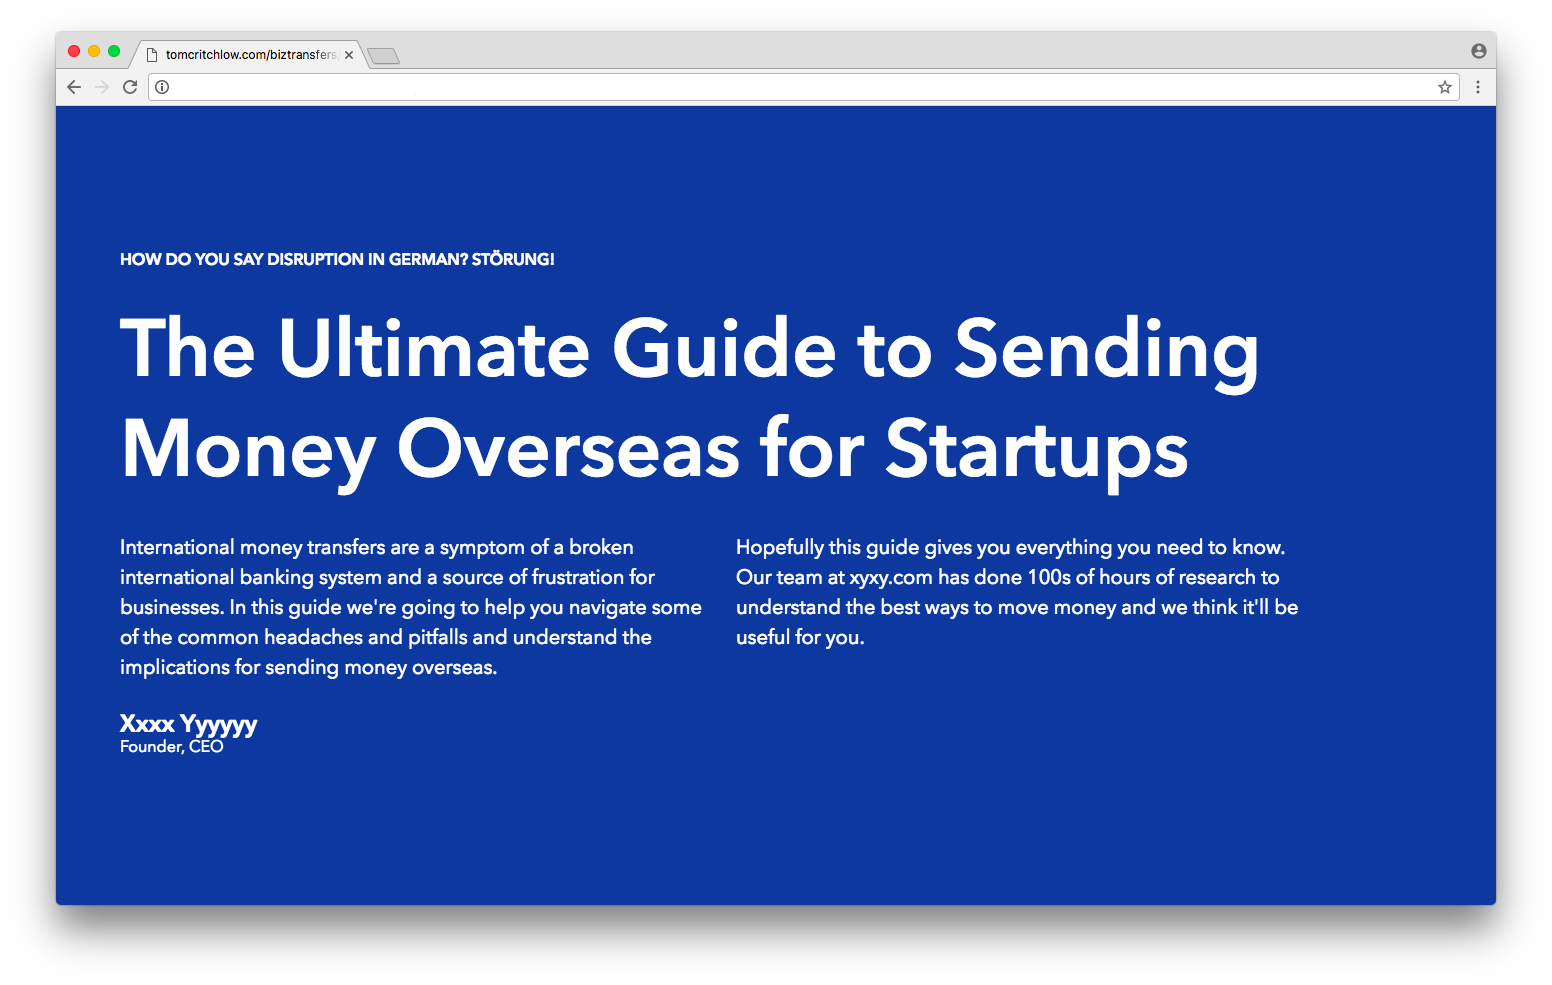 tomcritchlow.com/biztransfers
HOW DO YOU SAY DISRUPTION IN GERMAN? STÖRUNG!
The Ultimate Guide to Sending
Money Overseas for Startups
International money transfers are a symptom of a broken
international banking system and a source of frustration for
businesses. In this guide we're going to help you navigate some
of the common headaches and pitfalls and understand the
implications for sending money overseas.
Hopefully this guide gives you everything you need to know.
Our team at xyxy.com has done 100s of hours of research to
understand the best ways to move money and we think it'll be
useful for you.
Xxxx Yyyyyy
Founder, CEO